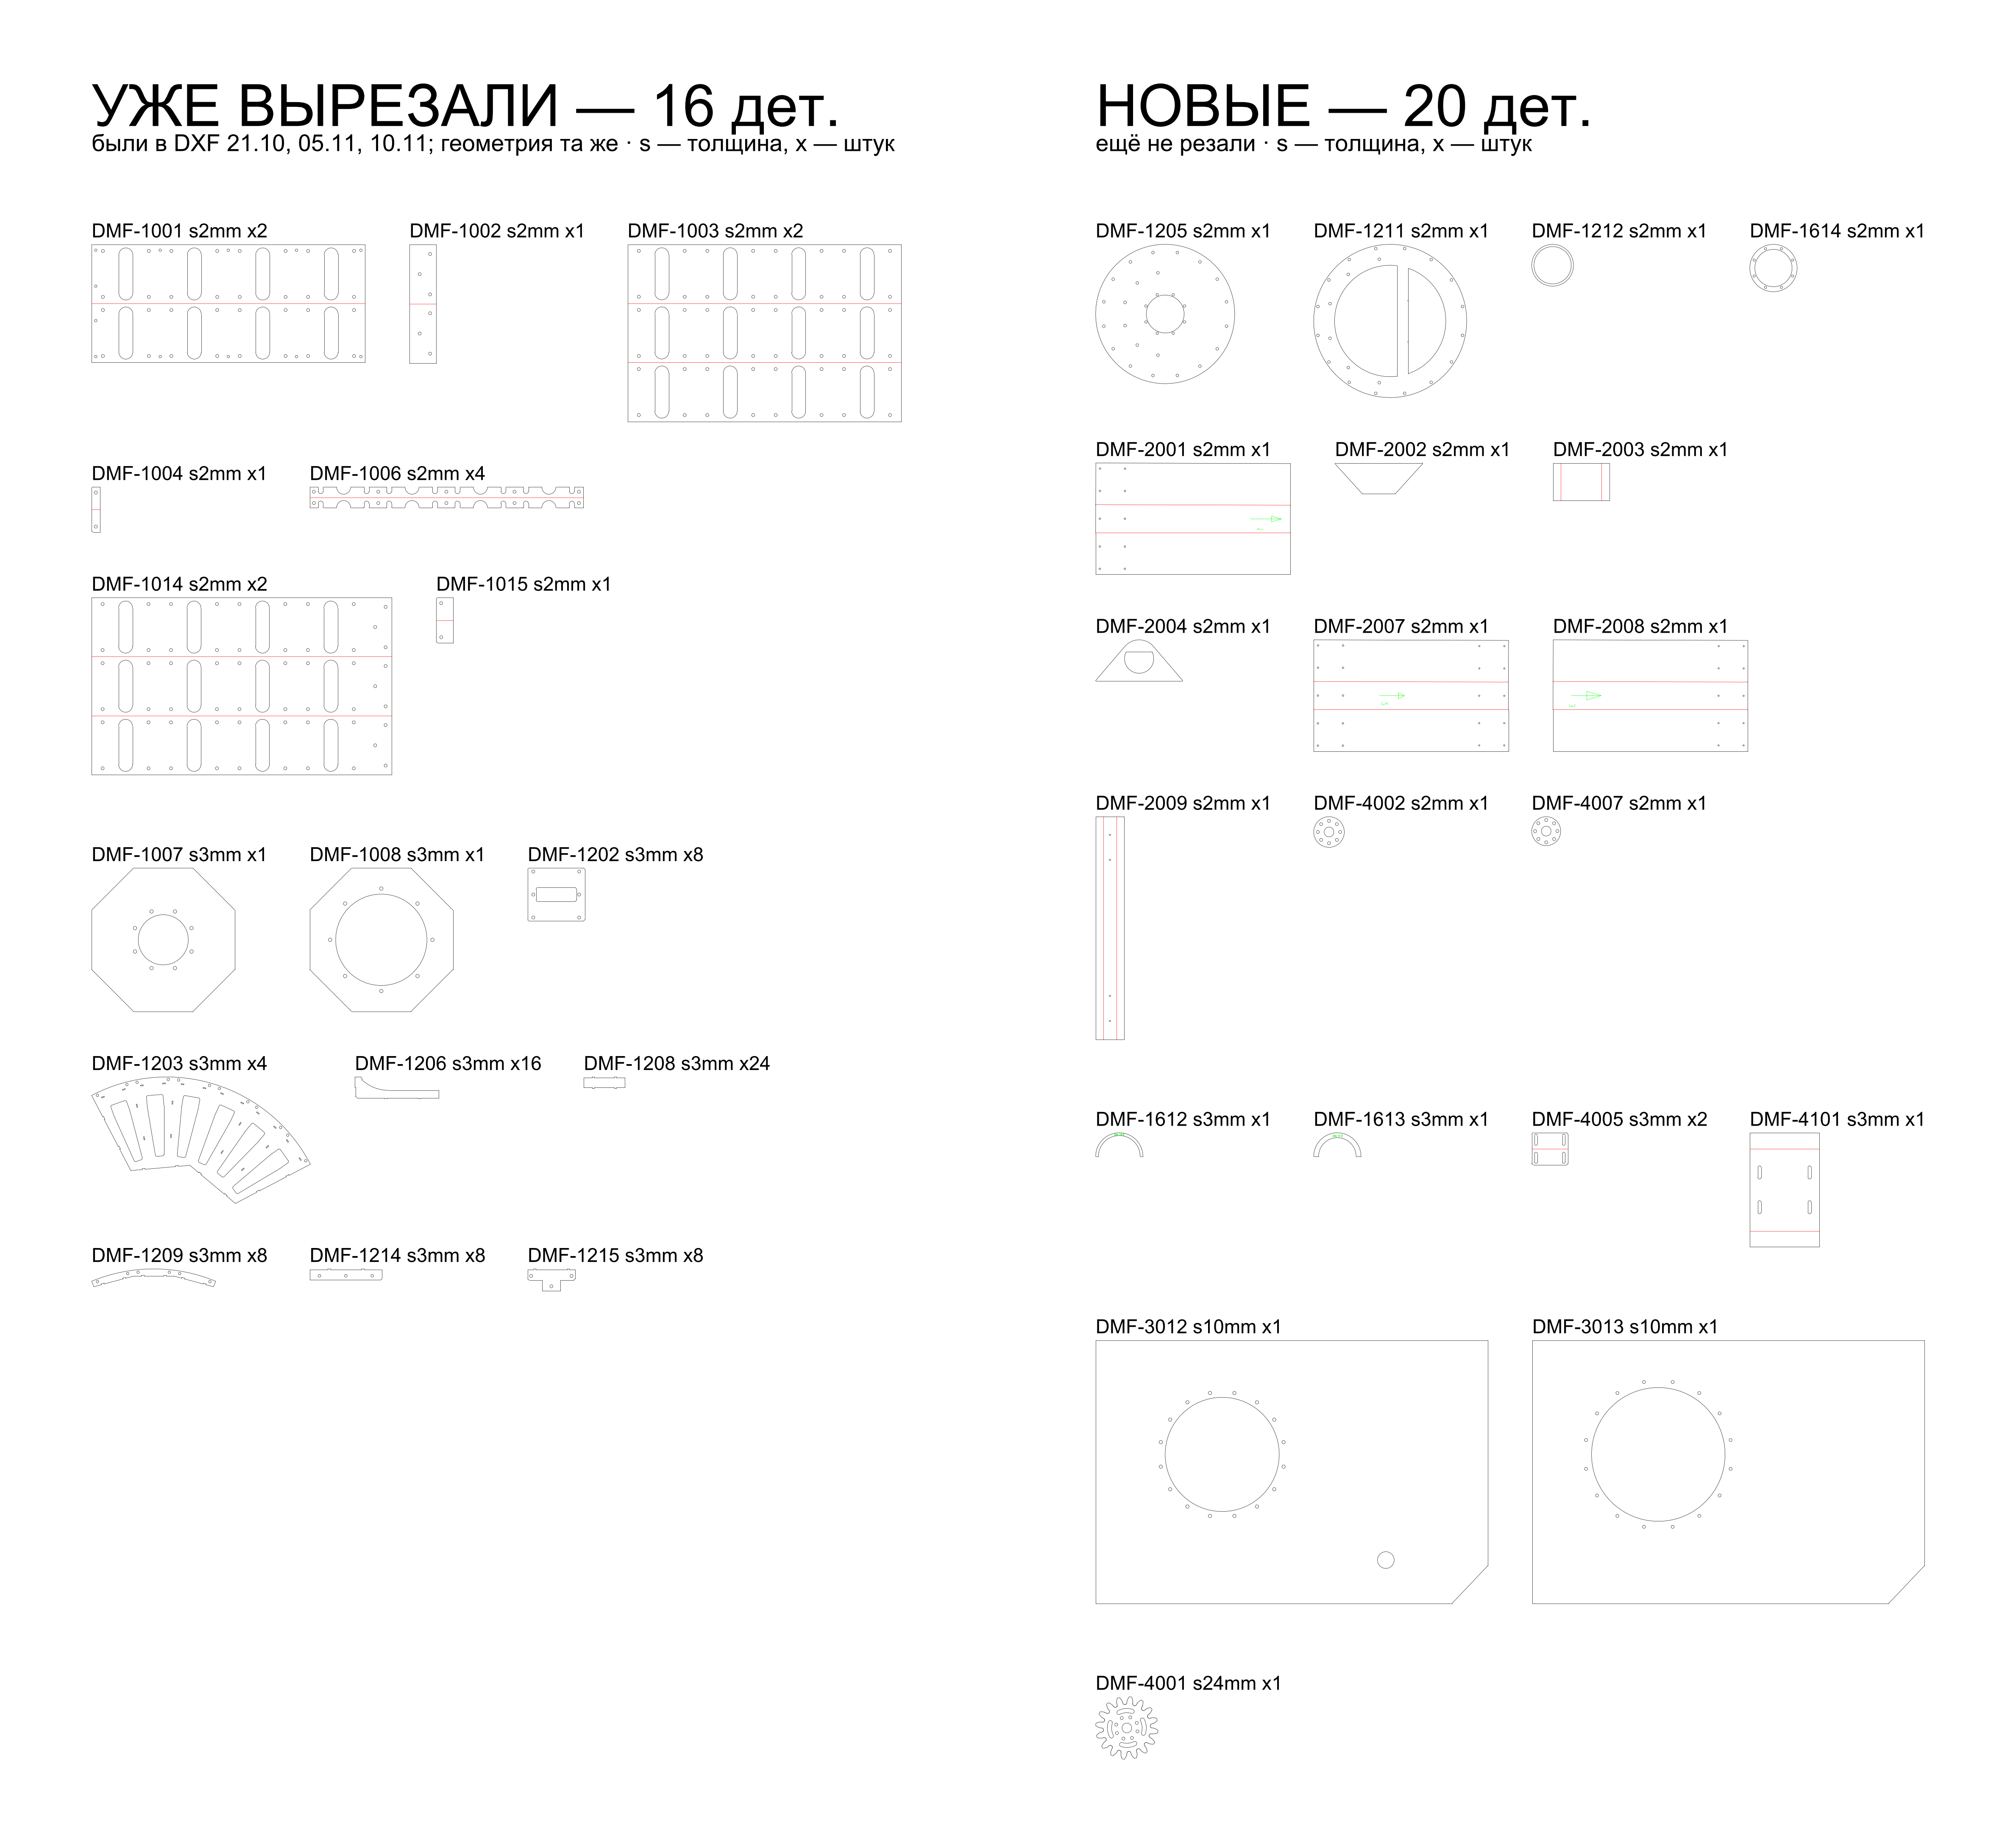 УЖЕ ВЫРЕЗАЛИ — 16 дет.
были в DXF 21.10, 05.11, 10.11; геометрия та же · s — толщина, x — штук
DMF-1001 s2mm x2
DMF-1002 s2mm x1
DMF-1003 s2mm x2
DMF-1004 s2mm x1
DMF-1006 s2mm x4
DMF-1014 s2mm x2
DMF-1015 s2mm x1
DMF-1007 s3mm x1
DMF-1008 s3mm x1
DMF-1202 s3mm x8
DMF-1203 s3mm x4
DMF-1206 s3mm x16
DMF-1208 s3mm x24
DMF-1209 s3mm x8
DMF-1214 s3mm x8
DMF-1215 s3mm x8
НОВЫЕ — 20 дет.
ещё не резали · s — толщина, x — штук
DMF-1205 s2mm x1
DMF-1211 s2mm x1
DMF-1212 s2mm x1
DMF-1614 s2mm x1
DMF-2001 s2mm x1
DMF-2002 s2mm x1
DMF-2003 s2mm x1
DMF-2004 s2mm x1
DMF-2007 s2mm x1
DMF-2008 s2mm x1
DMF-2009 s2mm x1
DMF-4002 s2mm x1
DMF-4007 s2mm x1
DMF-1612 s3mm x1
DMF-1613 s3mm x1
DMF-4005 s3mm x2
DMF-4101 s3mm x1
DMF-3012 s10mm x1
DMF-3013 s10mm x1
DMF-4001 s24mm x1